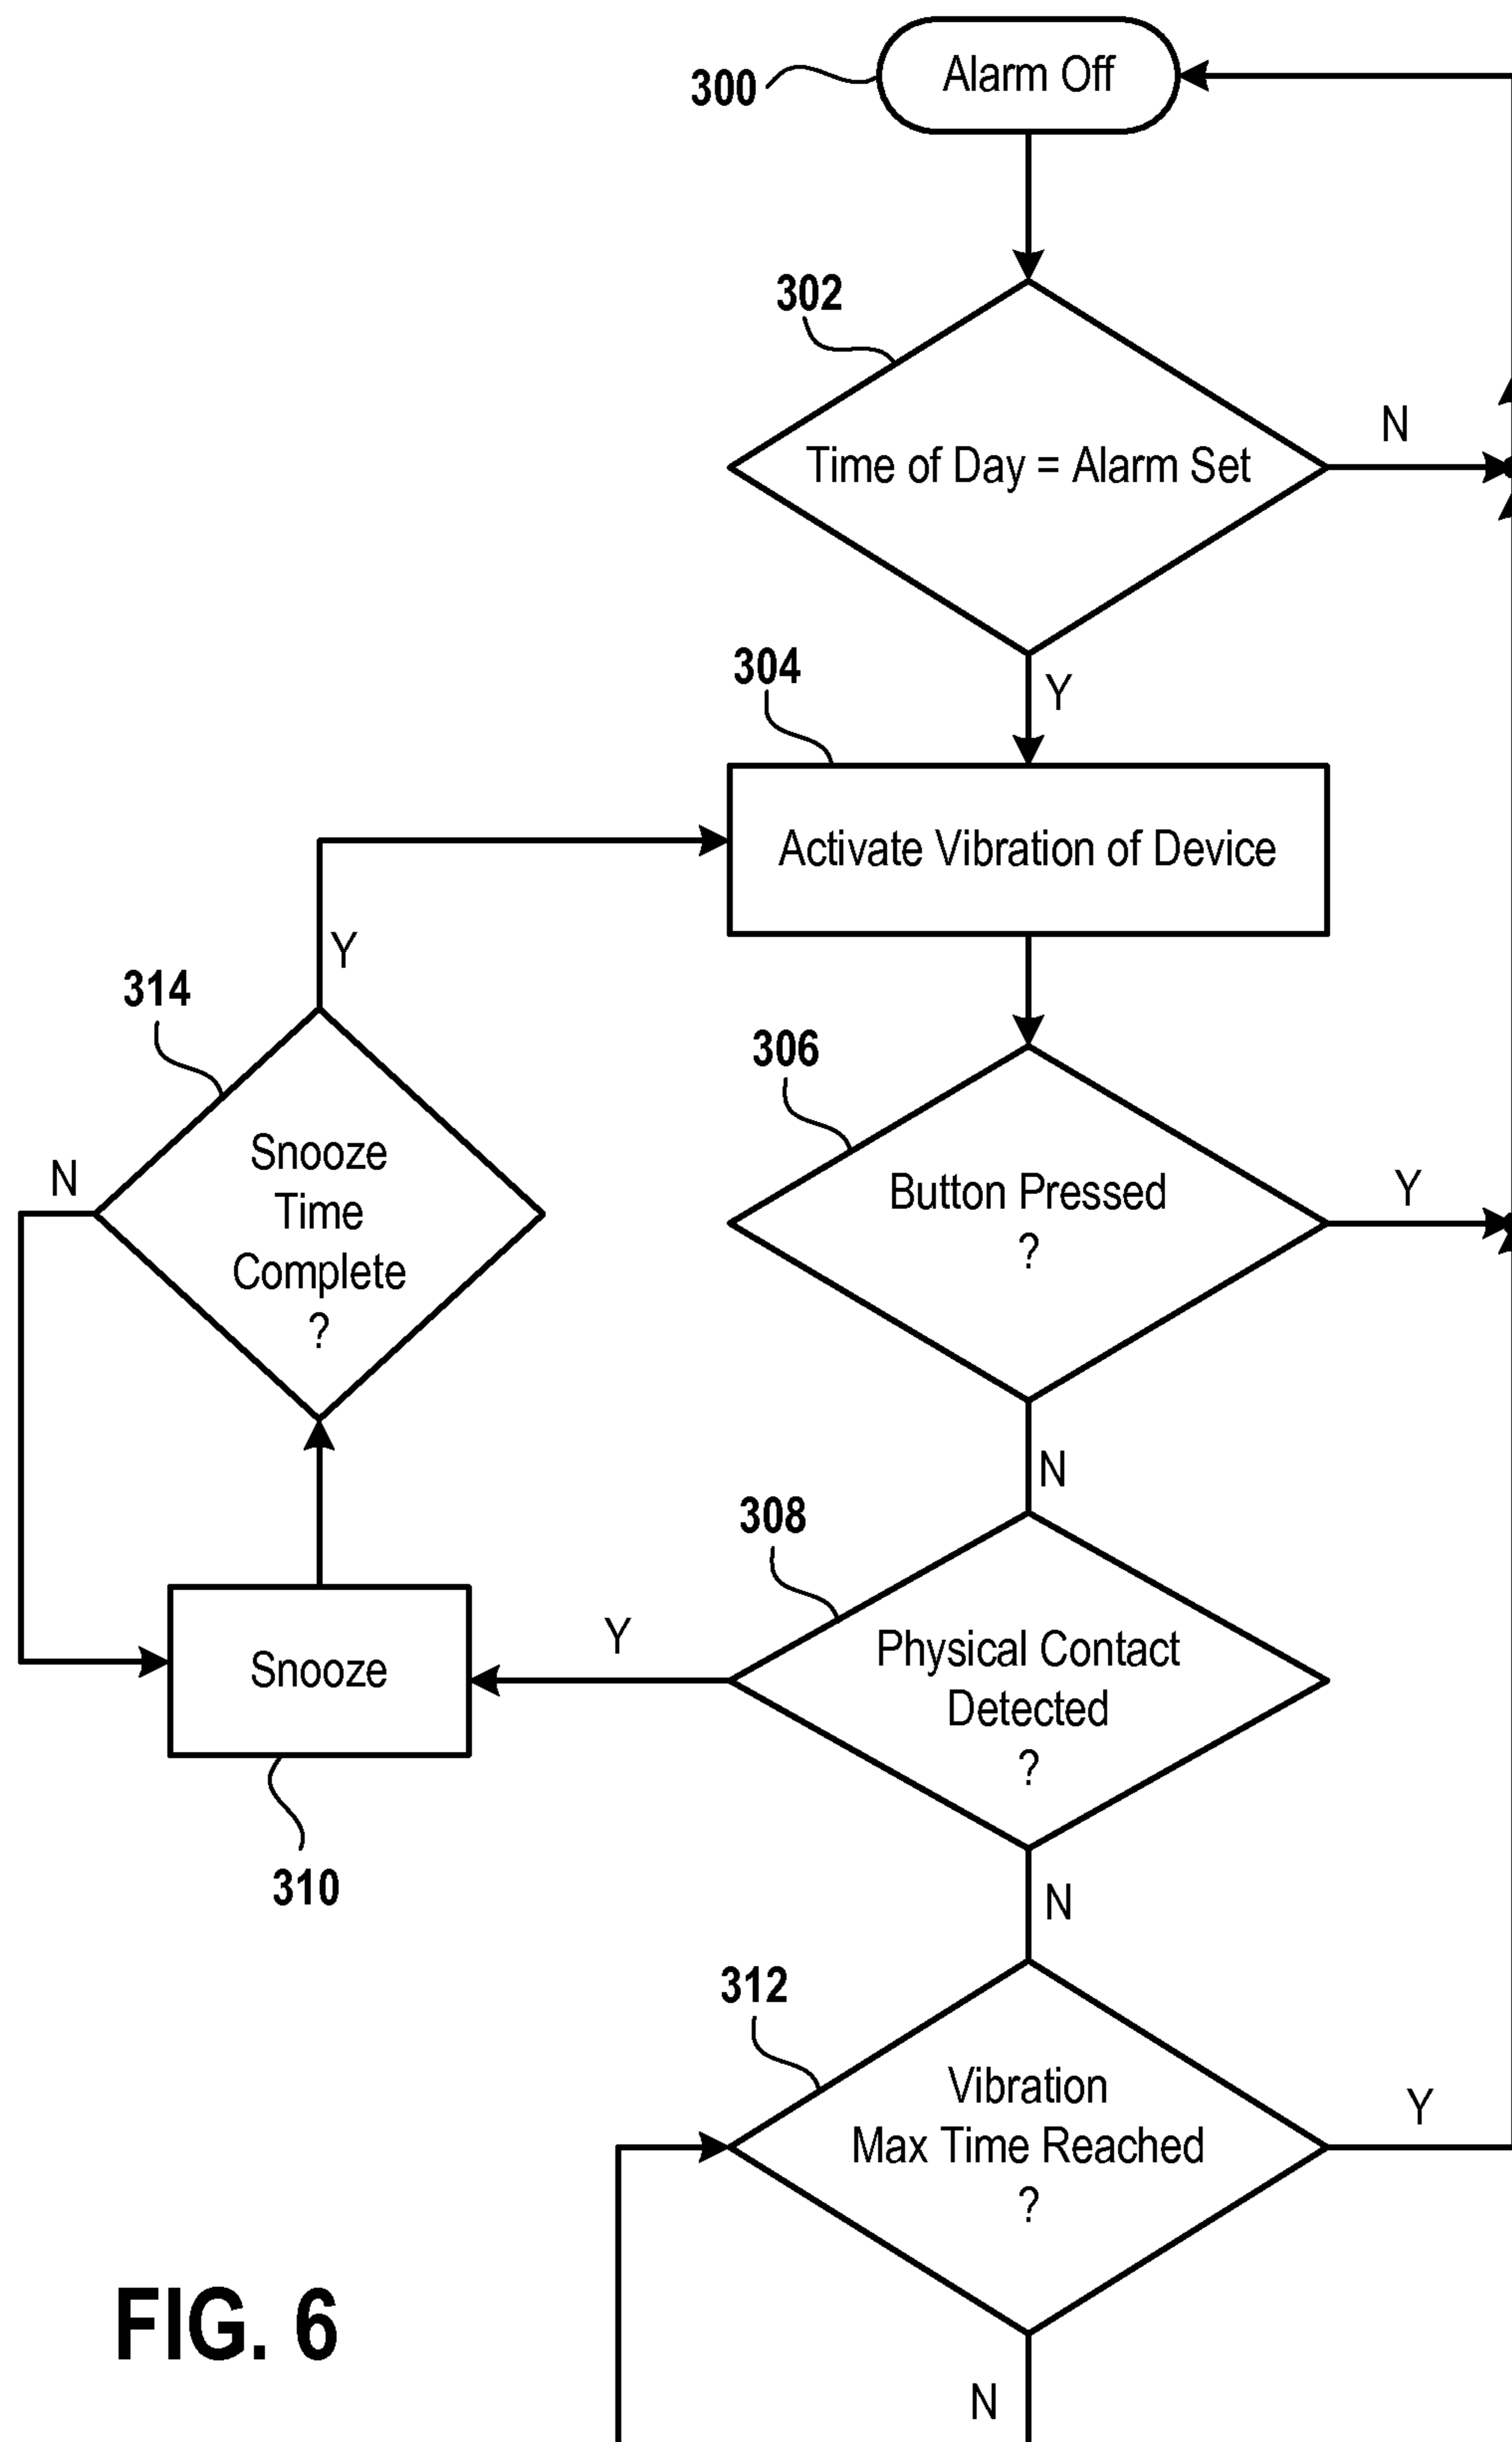 300
Alarm Off
302
Time of Day = Alarm Set
N
304
Y
Activate Vibration of Device
314
Y
306
Snooze
Time
Complete
?
N
Button Pressed
?
Y
N
308
Physical Contact
Detected
?
Y
Snooze
310
N
312
Vibration
Max Time Reached
?
Y
N
FIG. 6